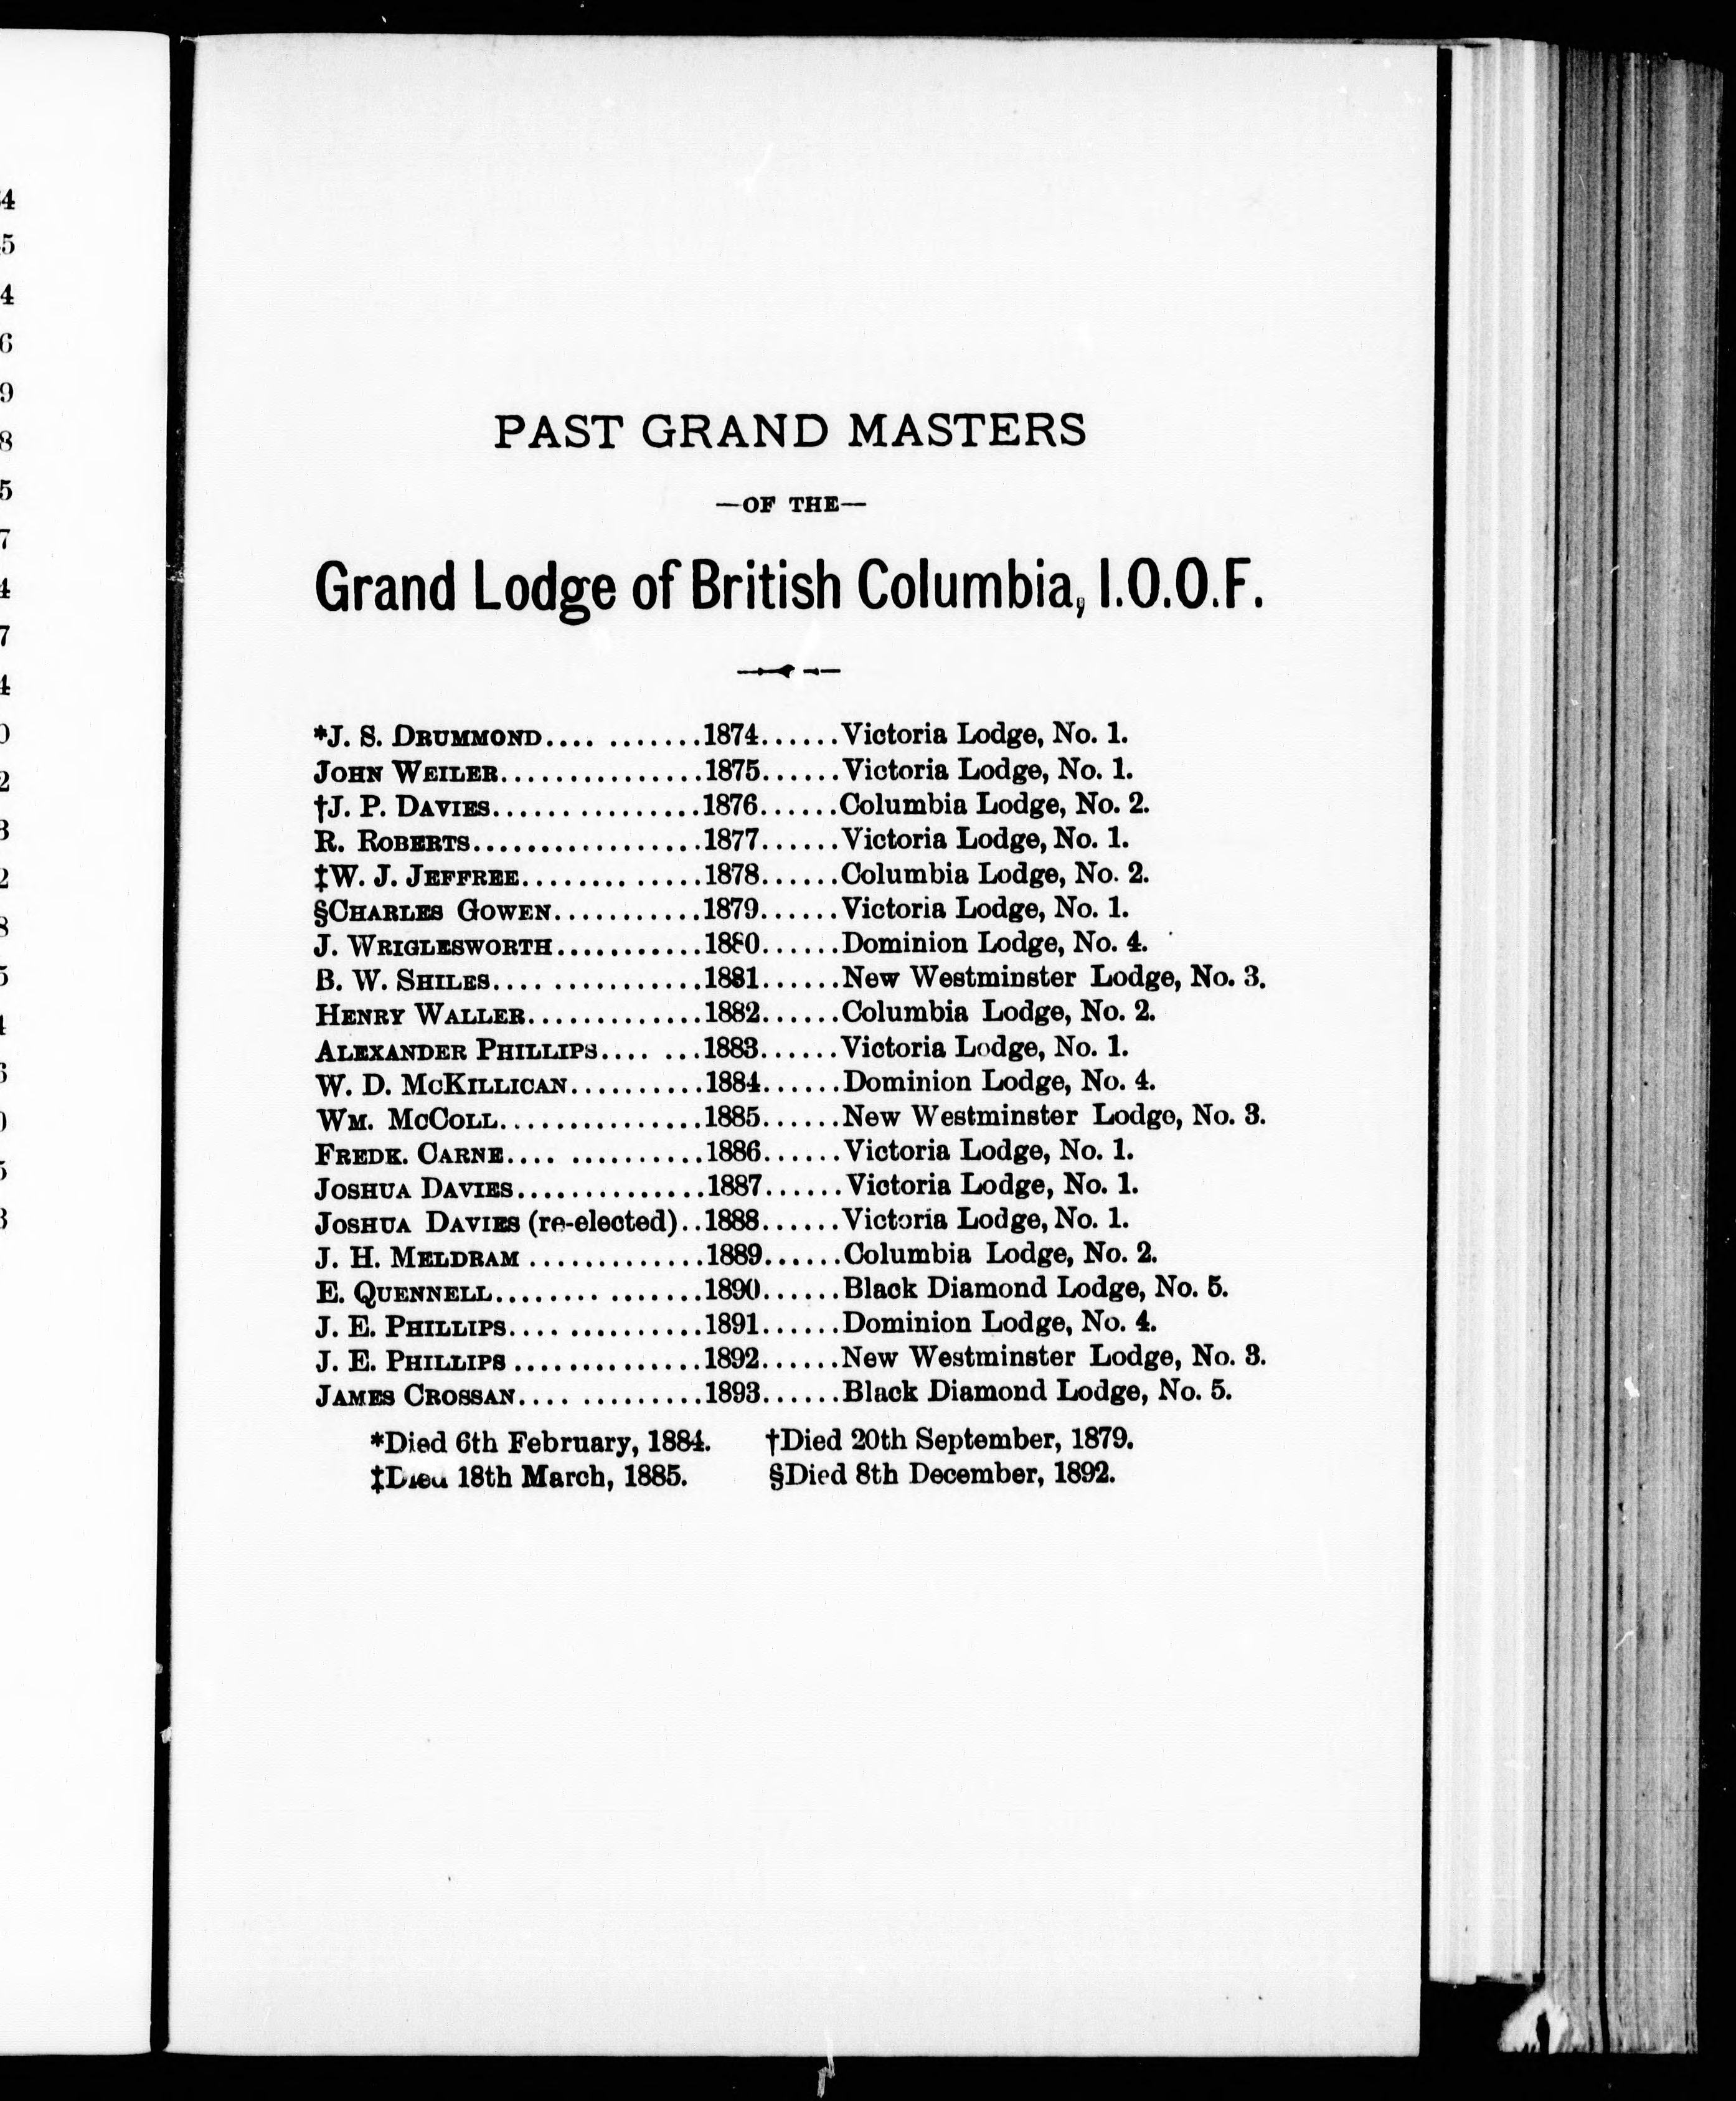 PAST GRAND MASTERS
—OF THE—
Grand Lodge of British Columbia, I.O.O.F.
*J. S. DRUMMOND.... .......1874......Victoria Lodge, No. 1.
JOHN WEILER...............1875......Victoria Lodge, No. 1.
†J. P. DAVIES...............1876......Columbia Lodge, No. 2.
R. ROBERTS.................1877......Victoria Lodge, No. 1.
‡W. J. JEFFREE........ .....1878......Columbia Lodge, No. 2.
§CHARLES GOWEN...........1879......Victoria Lodge, No. 1.
J. WRIGLESWORTH...........1880......Dominion Lodge, No. 4.
B. W. SHILES.... ...........1881......New Westminster Lodge, No. 3.
HENRY WALLER.............1882......Columbia Lodge, No. 2.
ALEXANDER PHILLIPS.... ...1883......Victoria Lodge, No. 1.
W. D. MCKILLICAN..........1884......Dominion Lodge, No. 4.
WM. MCCOLL...............1885......New Westminster Lodge, No. 3.
FREDK. CARNE.... ..........1886......Victoria Lodge, No. 1.
JOSHUA DAVIES..............1887......Victoria Lodge, No. 1.
JOSHUA DAVIES (re-elected)..1888......Victoria Lodge, No. 1.
J. H. MELDRAM .............1889......Columbia Lodge, No. 2.
E. QUENNELL........ .......1890......Black Diamond Lodge, No. 5.
J. E. PHILLIPS.... ..........1891......Dominion Lodge, No. 4.
J. E. PHILLIPS ..............1892......New Westminster Lodge, No. 3.
JAMES CROSSAN.... .........1893......Black Diamond Lodge, No. 5.
*Died 6th February, 1884. †Died 20th September, 1879.
‡Died 18th March, 1885. §Died 8th December, 1892.